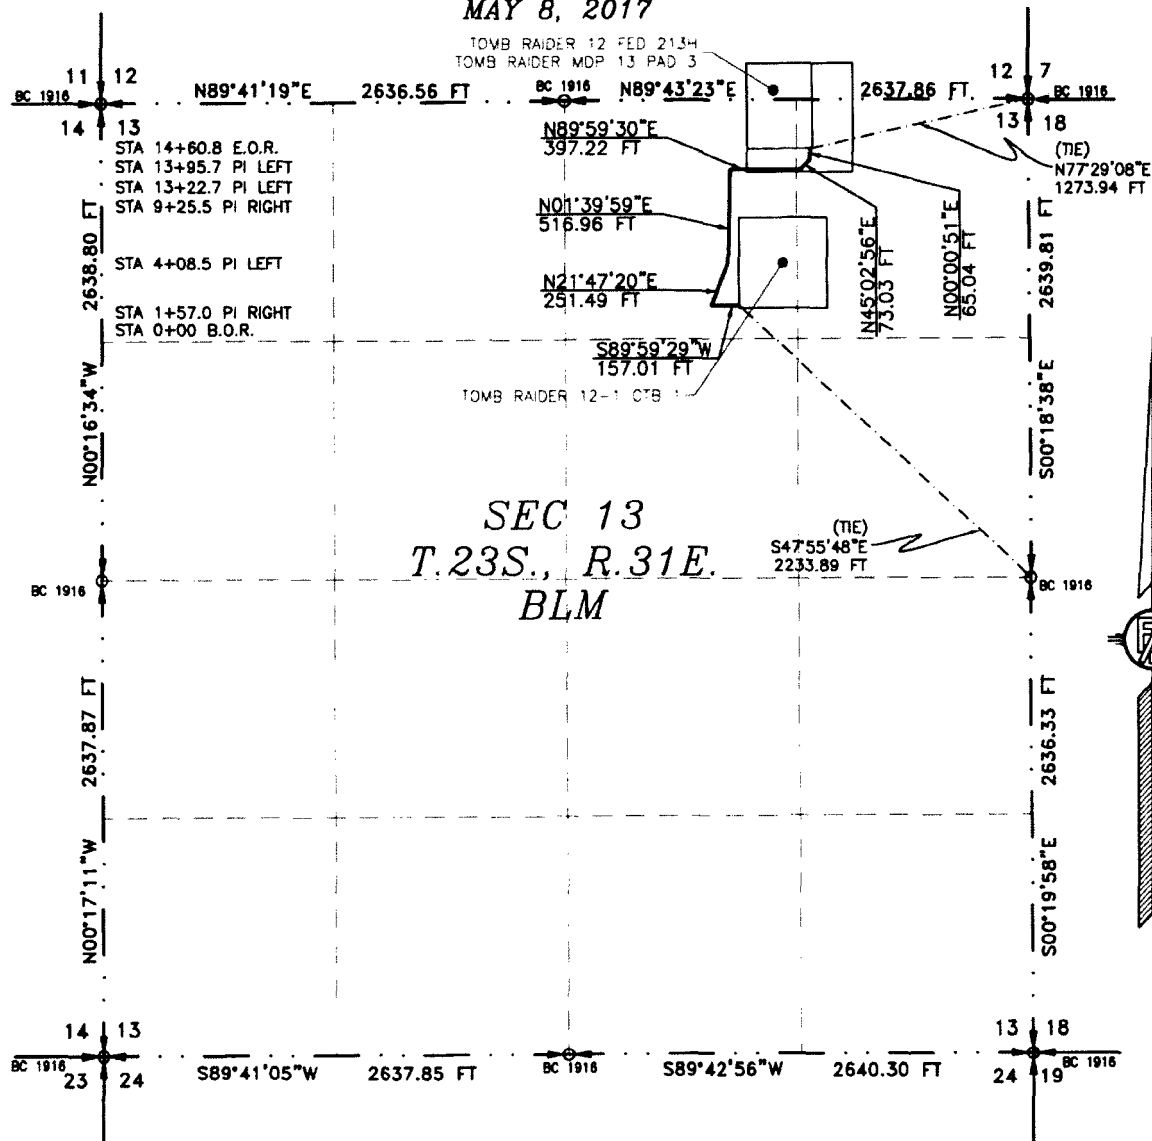 MAY 8, 2017
TOMB RAIDER 12 FED 213H
TOMB RAIDER MDP 13 PAD 3
11 12
BC 1916
14 13
N89°41'19"E 2636.56 FT
BC 1916
N89°43'23"E 2637.86 FT
12 7
BC 1916
13 18
(TIE)
N77°29'08"E
1273.94 FT
STA 14+60.8 E.O.R.
STA 13+95.7 PI LEFT
STA 13+22.7 PI LEFT
STA 9+25.5 PI RIGHT
STA 4+08.5 PI LEFT
STA 1+57.0 PI RIGHT
STA 0+00 B.O.R.
N89°59'30"E
397.22 FT
N01°39'59"E
516.96 FT
N21°47'20"E
251.49 FT
S89°59'29"W
157.01 FT
N45°02'56"E
73.03 FT
N00°00'51"E
65.04 FT
TOMB RAIDER 12-1 CTB 1
2638.80 FT
N00°16'34"W
2639.81 FT
S00°18'38"E
SEC 13
T.23S., R.31E.
BLM
(TIE)
S47°55'48"E
2233.89 FT
BC 1916
BC 1916
2637.87 FT
N00°17'11"W
2636.33 FT
S00°19'58"E
14 13
BC 1916
23 24
S89°41'05"W 2637.85 FT
BC 1916
S89°42'56"W 2640.30 FT
13 18
BC 1916
24 19